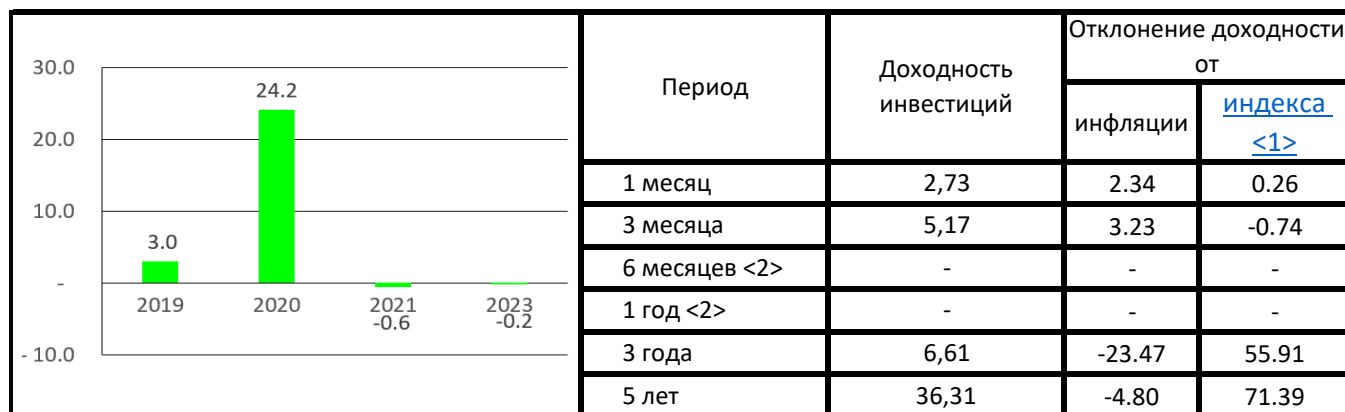 30.0
20.0
10.0
-
- 10.0
3.0
24.2
2019
2020
2021
2023
-0.6
-0.2
Период
Доходность
инвестиций
Отклонение доходности
от
инфляции
индекса
<1>
1 месяц 2,73 2.34 0.26
3 месяца 5,17 3.23 -0.74
6 месяцев <2> - - -
1 год <2> - - -
3 года 6,61 -23.47 55.91
5 лет 36,31 -4.80 71.39